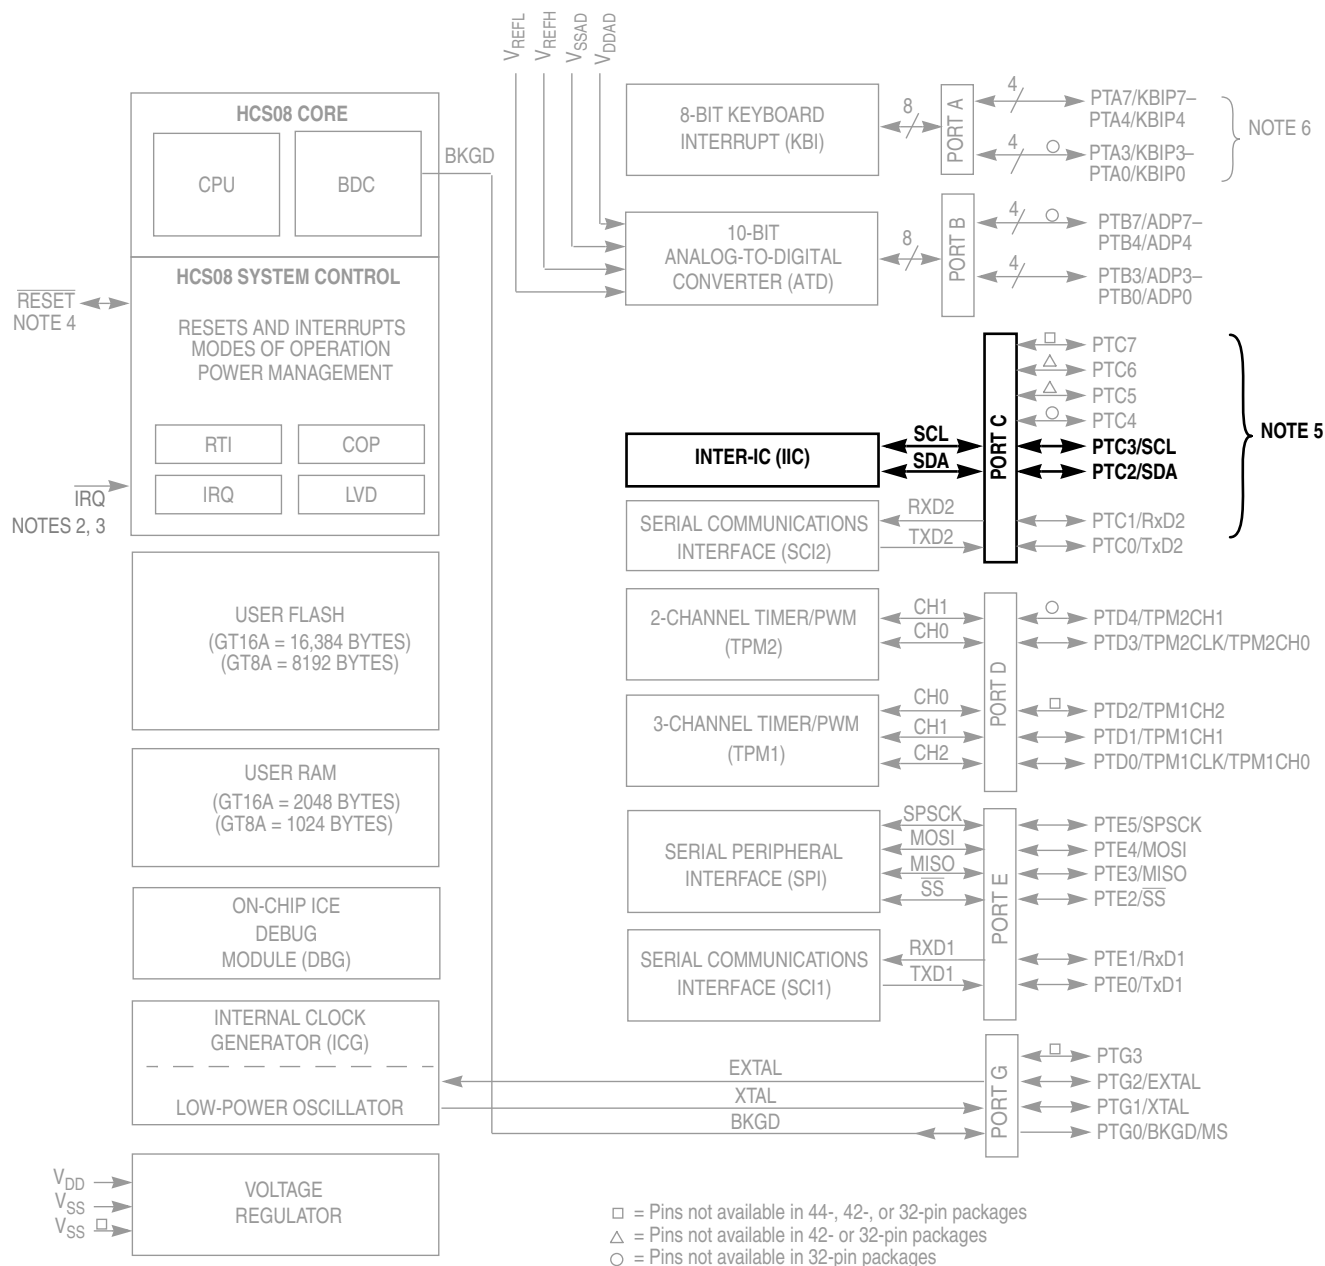 VREFL
VREFH
VSSAD
VDDAD
HCS08 CORE
CPU
BDC
BKGD
HCS08 SYSTEM CONTROL
RESETS AND INTERRUPTS
MODES OF OPERATION
POWER MANAGEMENT
RTI
COP
IRQ
LVD
RESET
NOTE 4
IRQ
NOTES 2, 3
USER FLASH
(GT16A = 16,384 BYTES)
(GT8A = 8192 BYTES)
USER RAM
(GT16A = 2048 BYTES)
(GT8A = 1024 BYTES)
ON-CHIP ICE
DEBUG
MODULE (DBG)
INTERNAL CLOCK
GENERATOR (ICG)
LOW-POWER OSCILLATOR
VDD
VSS
VSS
VOLTAGE
REGULATOR
8-BIT KEYBOARD
INTERRUPT (KBI)
8
PORT A
4
PTA7/KBIP7–
PTA4/KBIP4
4
PTA3/KBIP3–
PTA0/KBIP0
NOTE 6
10-BIT
ANALOG-TO-DIGITAL
CONVERTER (ATD)
8
PORT B
4
PTB7/ADP7–
PTB4/ADP4
4
PTB3/ADP3–
PTB0/ADP0
INTER-IC (IIC)
SCL
SDA
SERIAL COMMUNICATIONS
INTERFACE (SCI2)
RXD2
TXD2
PORT C
PTC7
PTC6
PTC5
PTC4
PTC3/SCL
PTC2/SDA
PTC1/RxD2
PTC0/TxD2
NOTE 5
2-CHANNEL TIMER/PWM
(TPM2)
CH1
CH0
3-CHANNEL TIMER/PWM
(TPM1)
CH0
CH1
CH2
PORT D
PTD4/TPM2CH1
PTD3/TPM2CLK/TPM2CH0
PTD2/TPM1CH2
PTD1/TPM1CH1
PTD0/TPM1CLK/TPM1CH0
SERIAL PERIPHERAL
INTERFACE (SPI)
SPSCK
MOSI
MISO
SS
SERIAL COMMUNICATIONS
INTERFACE (SCI1)
RXD1
TXD1
PORT E
PTE5/SPSCK
PTE4/MOSI
PTE3/MISO
PTE2/SS
PTE1/RxD1
PTE0/TxD1
EXTAL
XTAL
BKGD
PORT G
PTG3
PTG2/EXTAL
PTG1/XTAL
PTG0/BKGD/MS
□ = Pins not available in 44-, 42-, or 32-pin packages
△ = Pins not available in 42- or 32-pin packages
○ = Pins not available in 32-pin packages